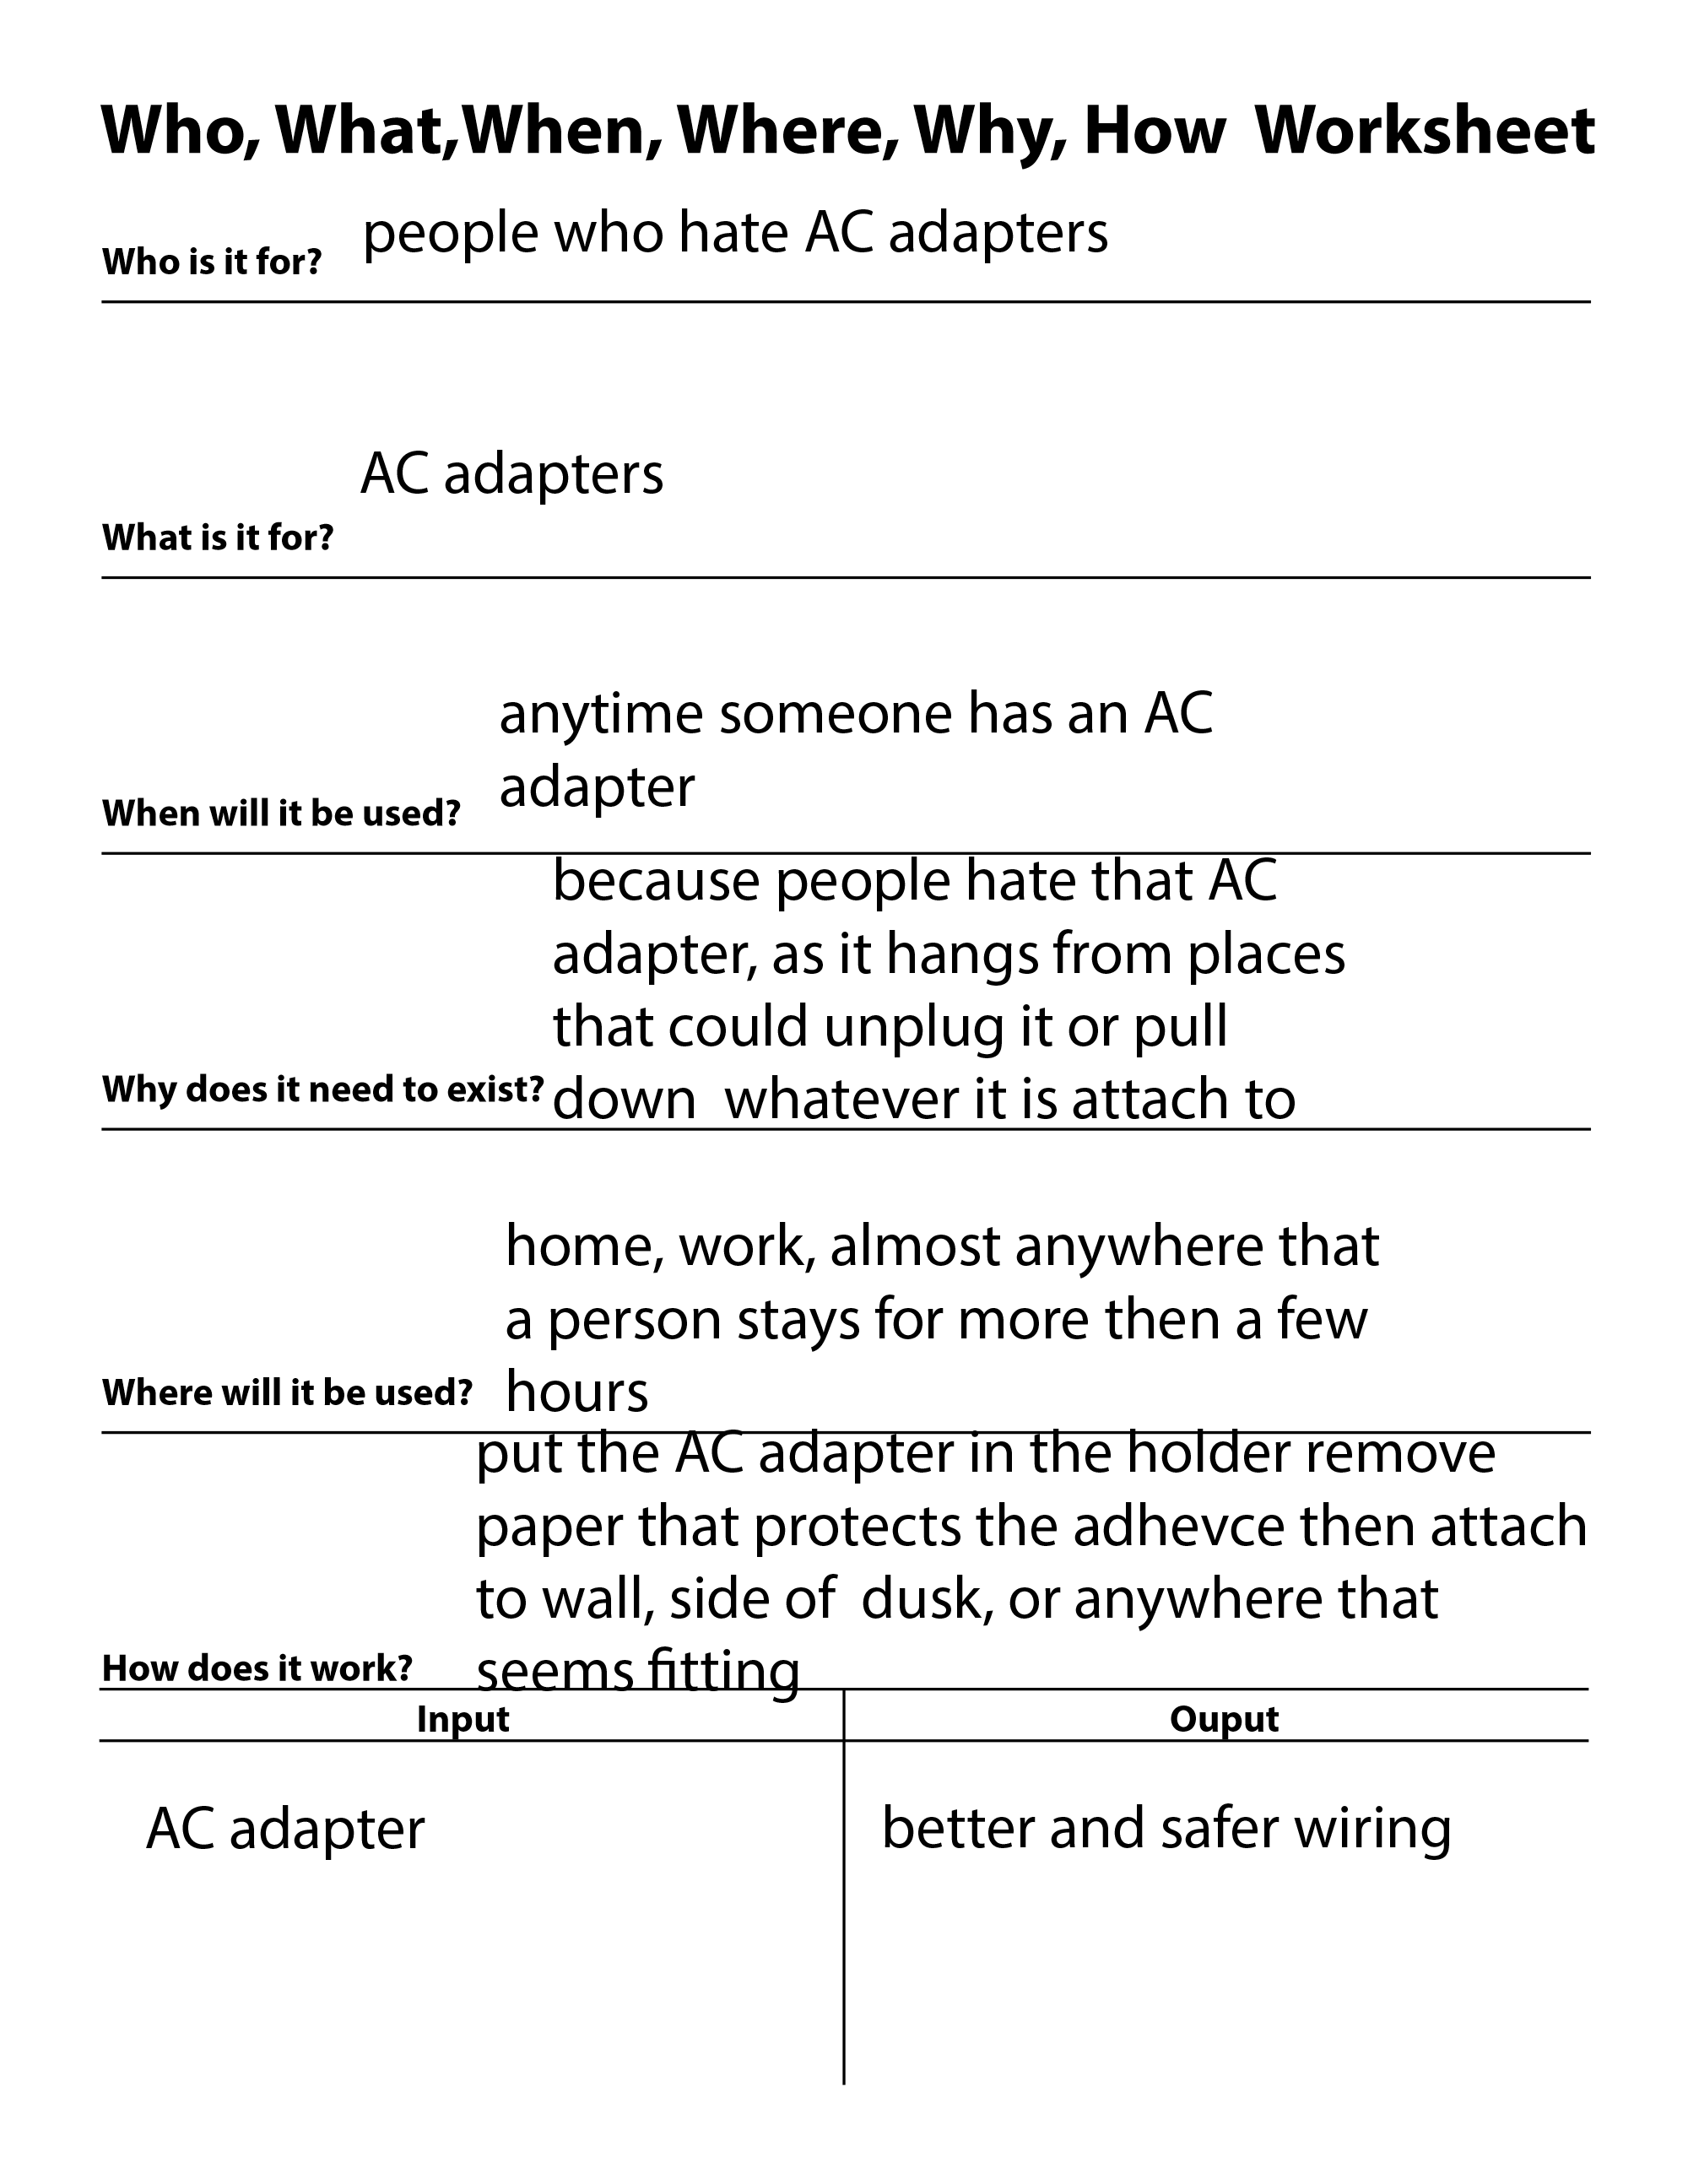 Who, What,When, Where, Why, How  Worksheet
people who hate AC adapters
Who is it for?
AC adapters
What is it for?
anytime someone has an AC
adapter
When will it be used?
because people hate that AC
adapter, as it hangs from places
that could unplug it or pull
Why does it need to exist? down  whatever it is attach to
home, work, almost anywhere that
a person stays for more then a few
Where will it be used? hours
put the AC adapter in the holder remove
paper that protects the adhevce then attach
to wall, side of  dusk, or anywhere that
How does it work? seems fitting
Input Ouput
AC adapter better and safer wiring